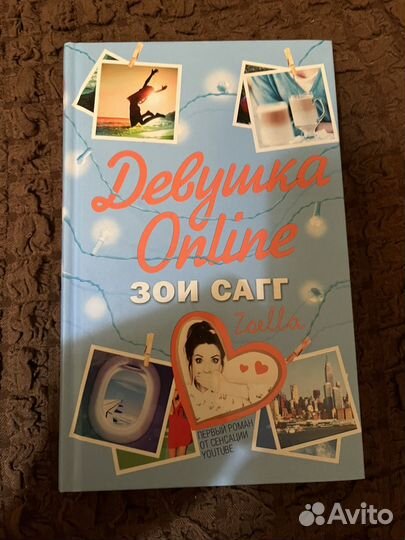 Девушка
Online
ЗОИ САГГ
Zoella
ПЕРВЫЙ РОМАН
ОТ СЕНСАЦИИ
YOUTUBE
Avito